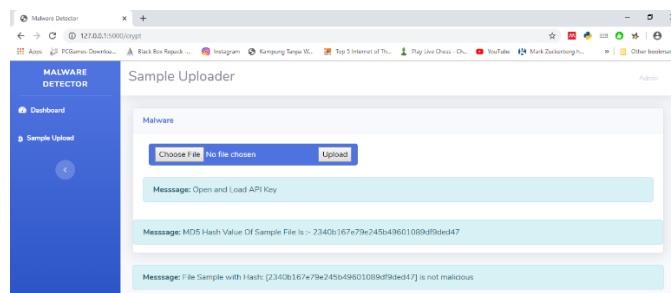 Malware Detector
127.0.0.1:5000/crypt
Apps PCGames-Downloa... Black Box Repack -... Instagram Kampung Tanpa W... Top 5 Internet of Th... Play Live Chess - Ch... YouTube Mark Zuckerberg h... » Other bookmar
MALWARE
DETECTOR
Sample Uploader
Admin
Dashboard
Sample Upload
Malware
Choose File No file chosen Upload
Messsage: Open and Load API Key
Messsage: MD5 Hash Value Of Sample File Is :- 2340b167e79e245b49601089df9ded47
Messsage: File Sample with Hash: [2340b167e79e245b49601089df9ded47] is not malicious